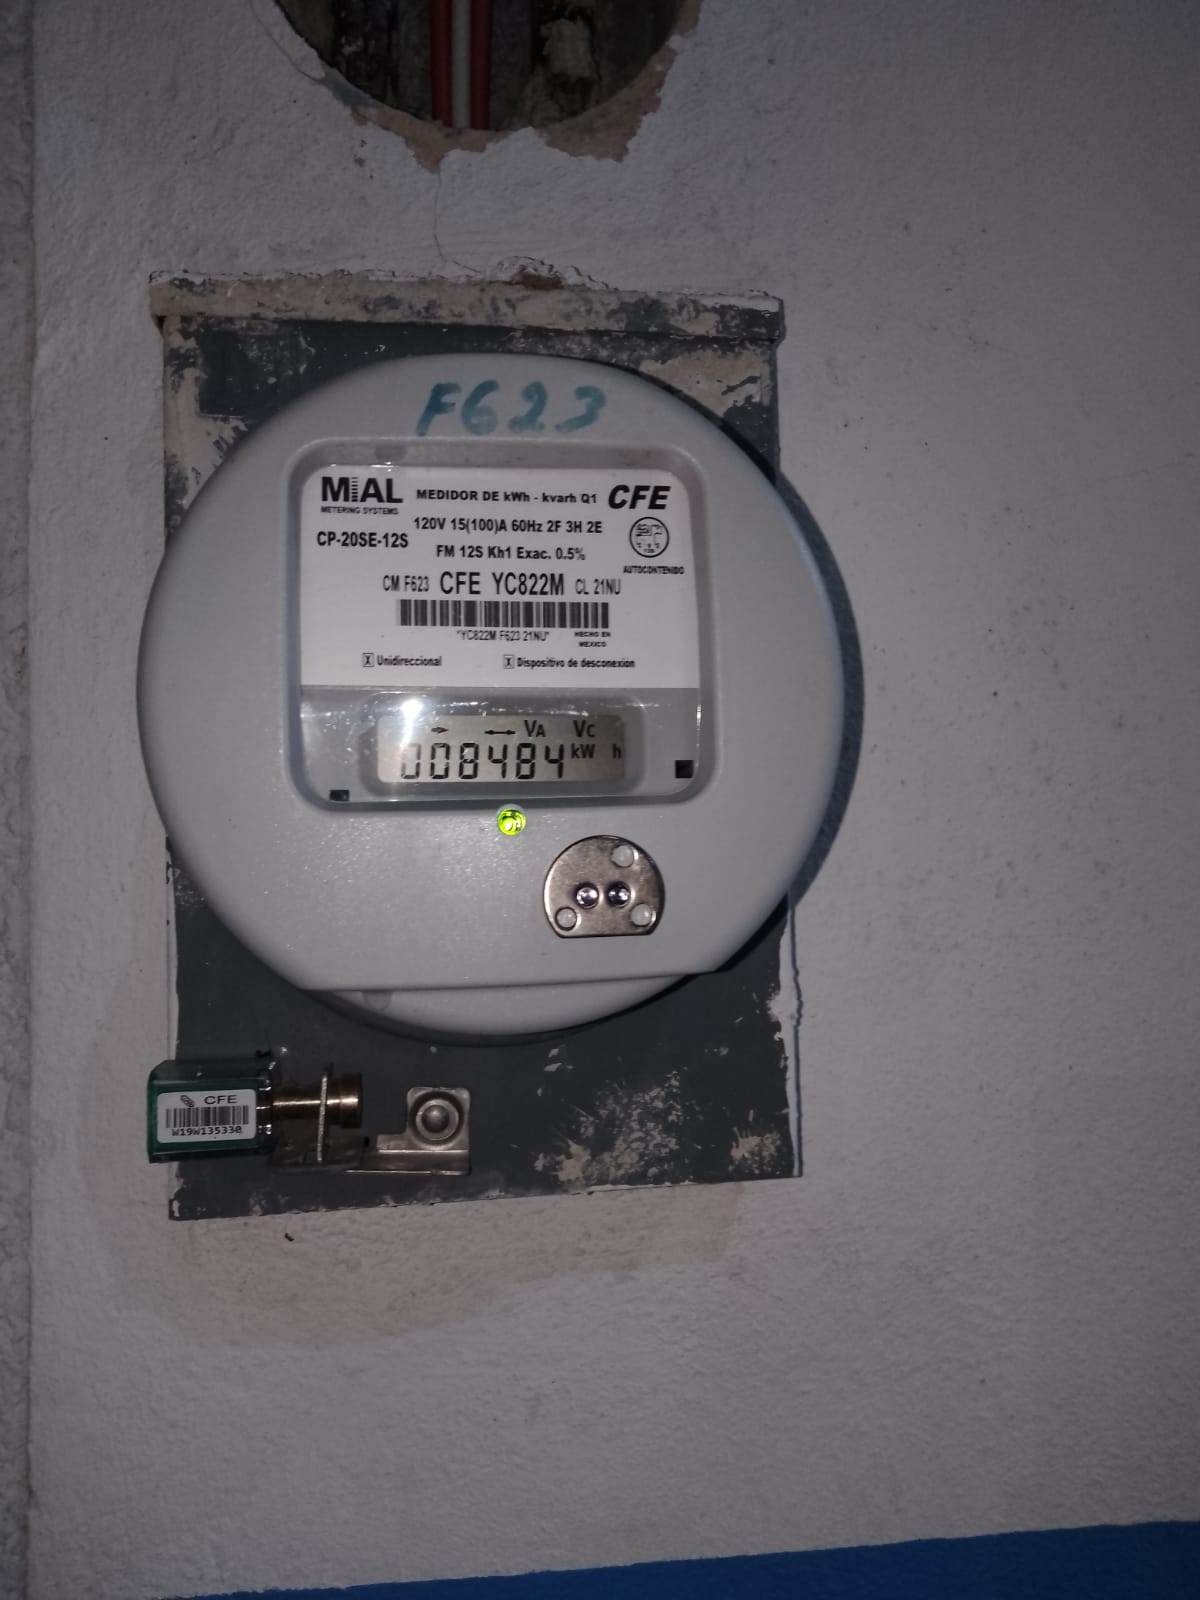 F623
MIAL
METERING SYSTEMS
MEDIDOR DE kWh - kvarh Q1
CFE
120V 15(100)A 60Hz 2F 3H 2E
CP-20SE-12S
FM 12S Kh1 Exac. 0.5%
AUTOCONTENIDO
CM F623 CFE YC822M CL 21NU
*YC822M F623 21NU*
HECHO EN
MEXICO
X Unidireccional
X Dispositivo de desconexión
VA VC
008484 kW h
CFE
W19W135330